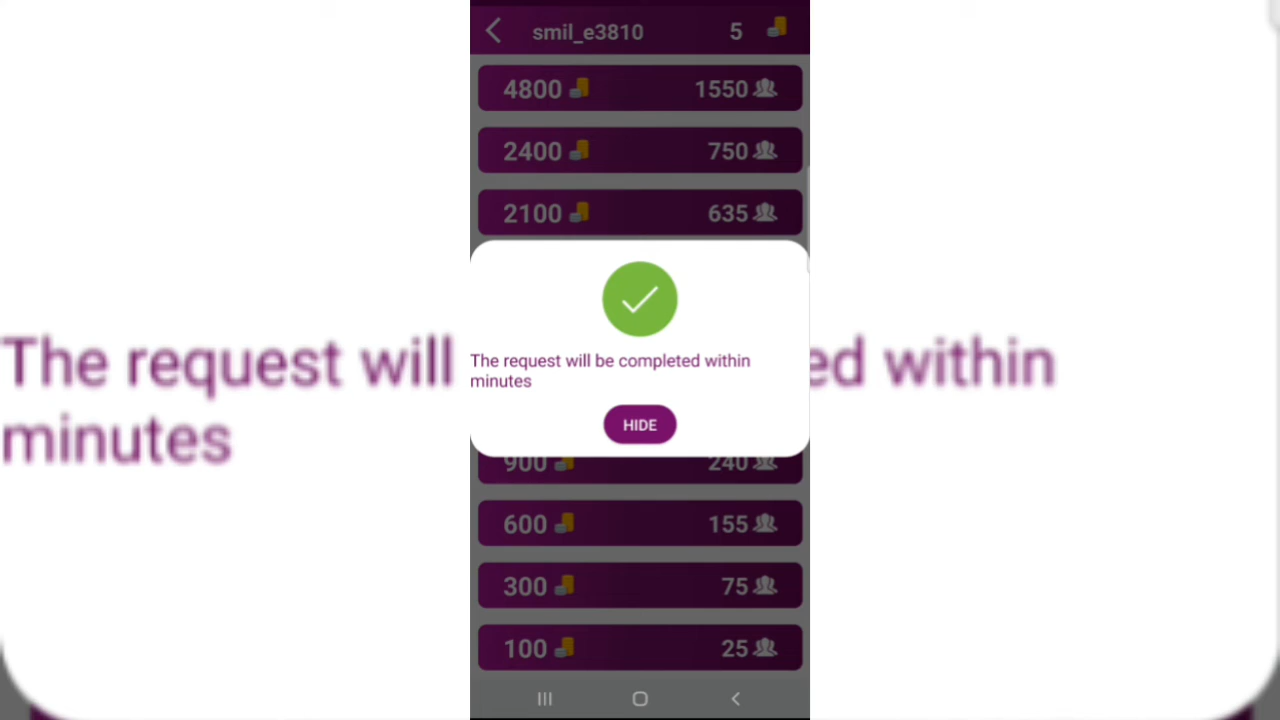 smil_e3810 5
4800 1550
2400 750
2100 635
The request will be completed within
minutes
HIDE
900 240
600 155
300 75
100 25
The request will ed within
minutes